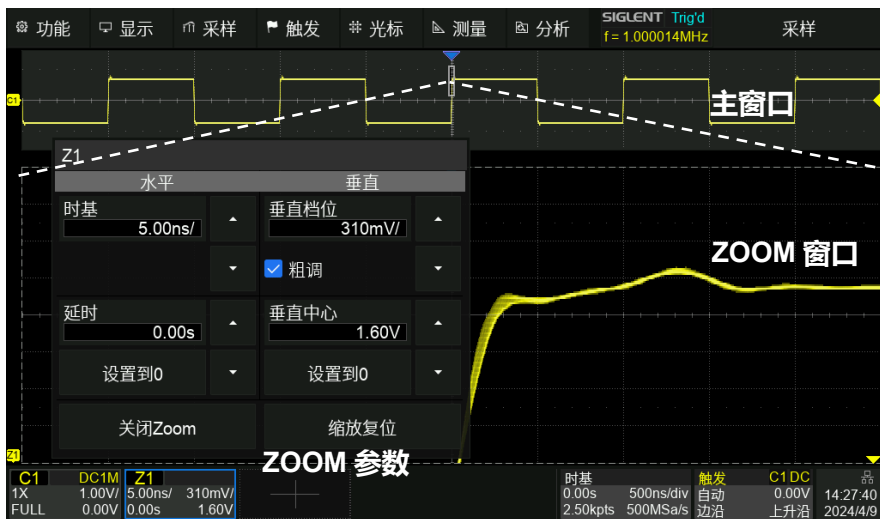 功能 显示 采样 触发 光标 测量 分析 SIGLENT Trig'd 采样
f = 1.000014MHz
C1
主窗口
Z1
水平 垂直
时基 垂直档位
5.00ns/ 310mV/
ZOOM 窗口
粗调
延时 垂直中心
0.00s 1.60V
设置到0 设置到0
关闭Zoom 缩放复位
Z1
ZOOM 参数
C1 DC1M Z1 时基 触发 C1 DC
1X 1.00V/ 5.00ns/ 310mV/ 0.00s 500ns/div 自动 0.00V 14:27:40
FULL 0.00V 0.00s 1.60V 2.50kpts 500MSa/s 边沿 上升沿 2024/4/9